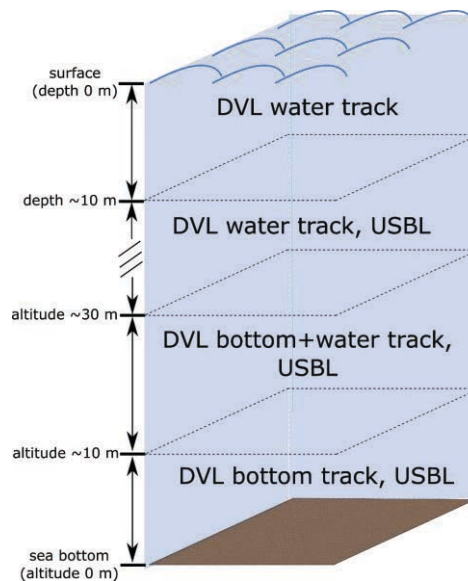 surface
(depth 0 m)
DVL water track
depth ~10 m
DVL water track, USBL
altitude ~30 m
DVL bottom+water track,
USBL
altitude ~10 m
DVL bottom track, USBL
sea bottom
(altitude 0 m)